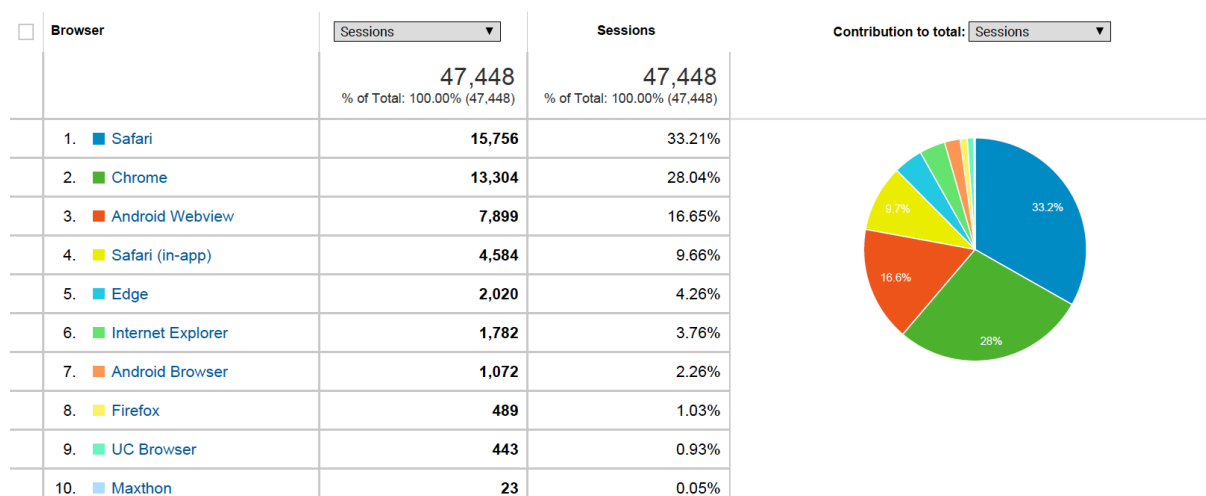 Browser Sessions ▼ Sessions Contribution to total: Sessions ▼
47,448 47,448
% of Total: 100.00% (47,448) % of Total: 100.00% (47,448)
1. Safari 15,756 33.21%
2. Chrome 13,304 28.04%
3. Android Webview 7,899 16.65%
4. Safari (in-app) 4,584 9.66%
5. Edge 2,020 4.26%
6. Internet Explorer 1,782 3.76%
7. Android Browser 1,072 2.26%
8. Firefox 489 1.03%
9. UC Browser 443 0.93%
10. Maxthon 23 0.05%
33.2%
9.7%
16.6%
28%